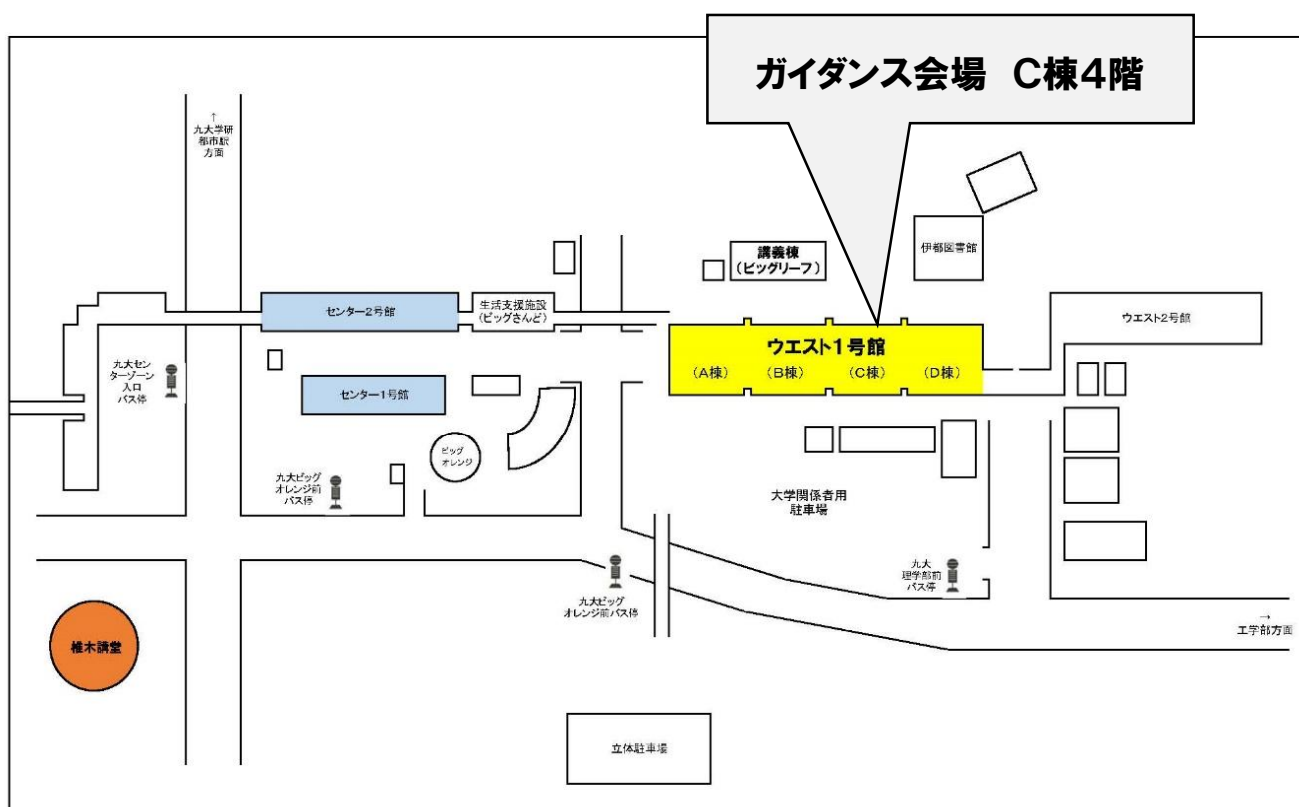 ガイダンス会場　C棟4階
↑
九大学研
都市駅
方面
講義棟
(ビッグリーフ)
伊都図書館
センター2号館
生活支援施設
(ビッグさんど)
ウエスト1号館
(A棟)
(B棟)
(C棟)
(D棟)
ウエスト2号館
九大セン
ターゾーン
入口
バス停
センター1号館
ビッグ
オレンジ
九大ビッグ
オレンジ前
バス停
大学関係者用
駐車場
九大
理学部前
バス停
九大ビッグ
オレンジ前バス停
→
工学部方面
椎木講堂
立体駐車場